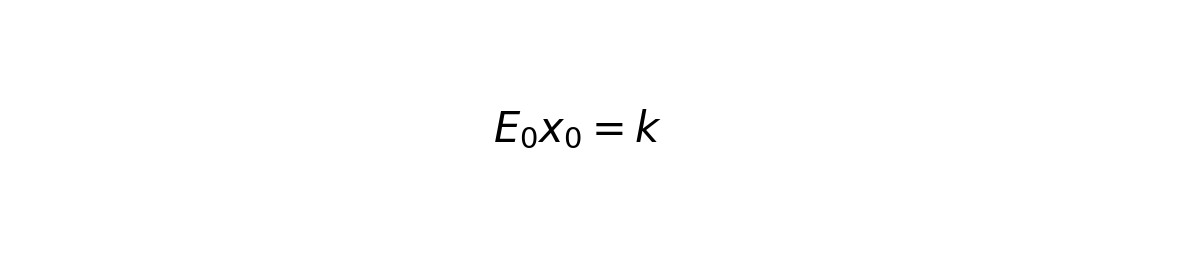 E₀x₀ = k